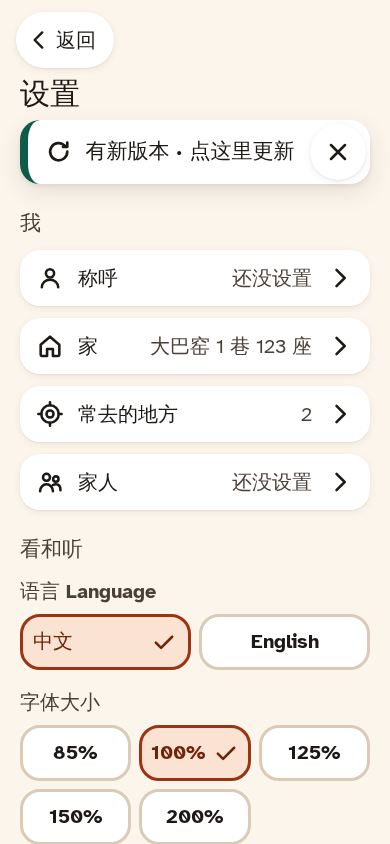 返回
设置
有新版本 • 点这里更新
我
称呼 还没设置
家 大巴窑 1 巷 123 座
常去的地方 2
家人 还没设置
看和听
语言 Language
中文 English
字体大小
85% 100% 125%
150% 200%